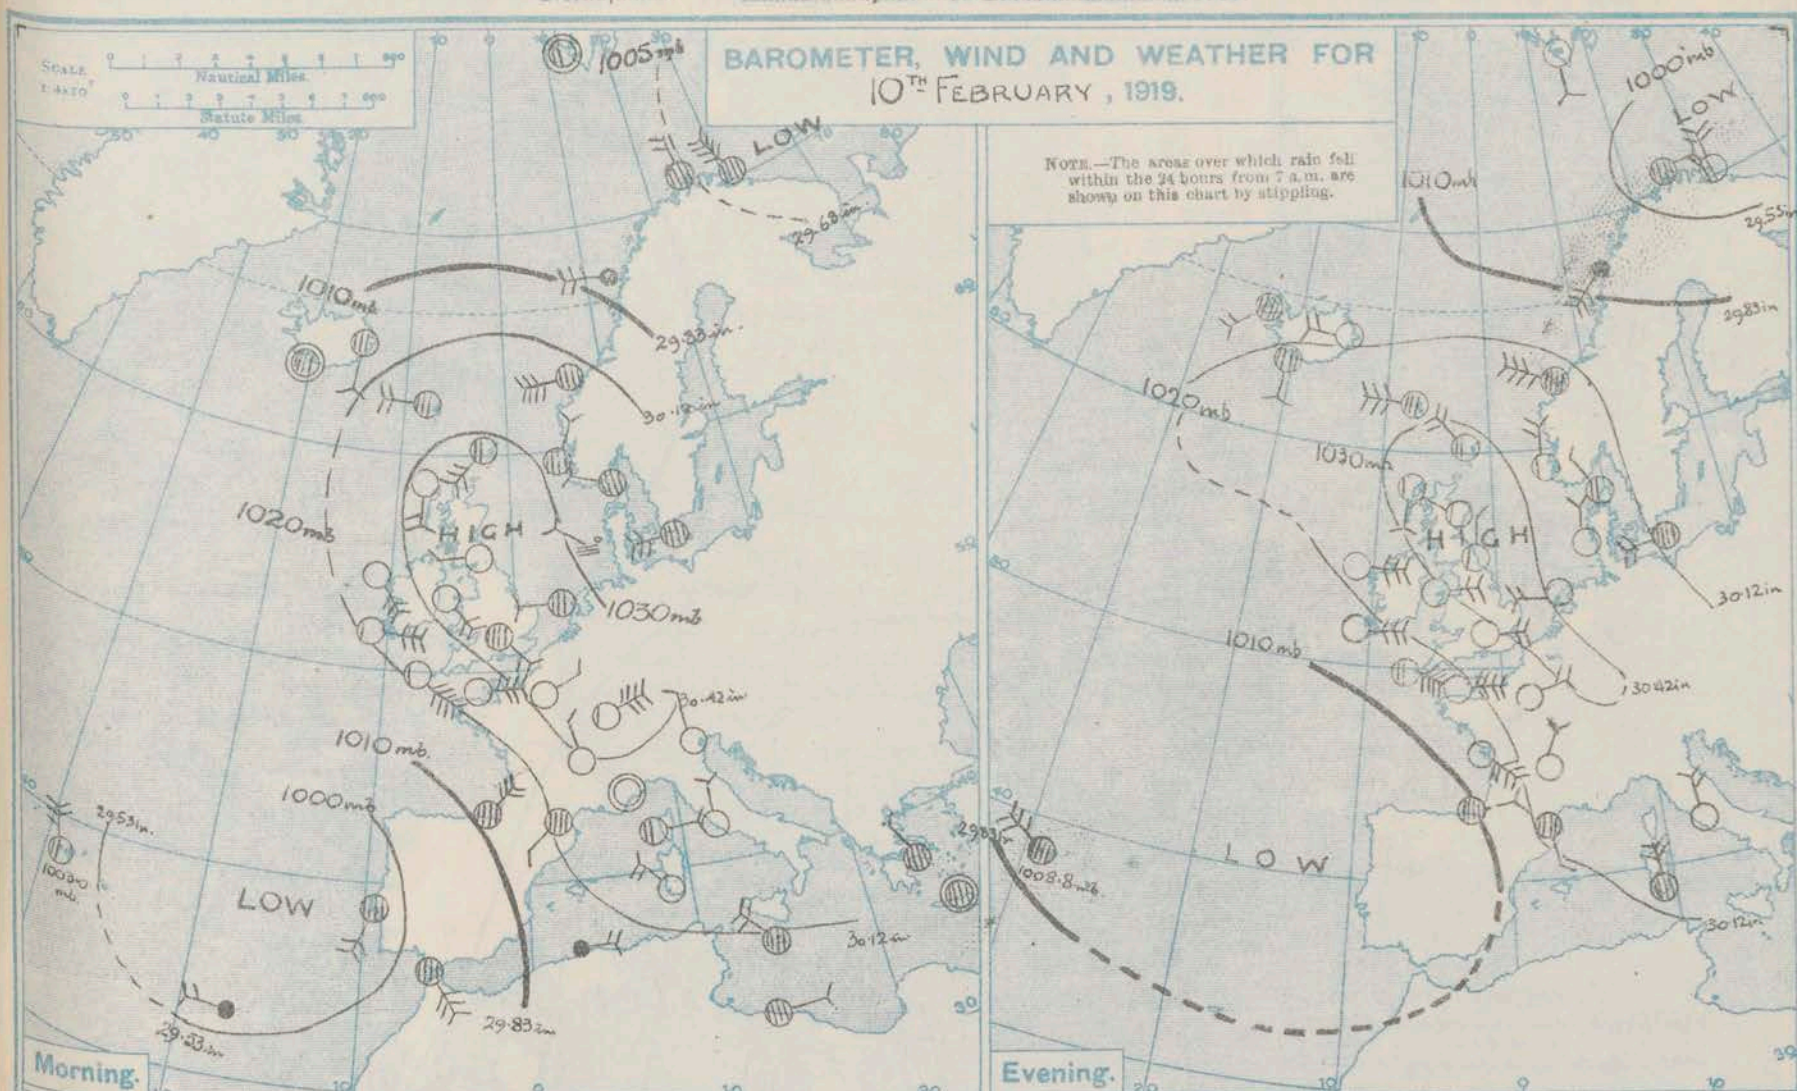 BAROMETER, WIND AND WEATHER FOR
10TH FEBRUARY, 1919.
SCALE
Nautical Miles.
Statute Miles.
NOTE.—The areas over which rain fell
within the 24 hours from 7 a.m. are
shown on this chart by stippling.
1005 mb
LOW
29.68 in.
1010 mb
29.83 in.
30.12 in
1020 mb
HIGH
1030 mb
30.42 in
1010 mb.
1000 mb
29.53 in.
LOW
29.53 in
29.83 in
30.12 in
Morning.
1000 mb
LOW
29.53 in
1010 mb
29.83 in
1020 mb
1030 mb
HIGH
30.12 in
1010 mb
30.42 in
29.83 in
1008.8 mb.
LOW
30.12 in
Evening.